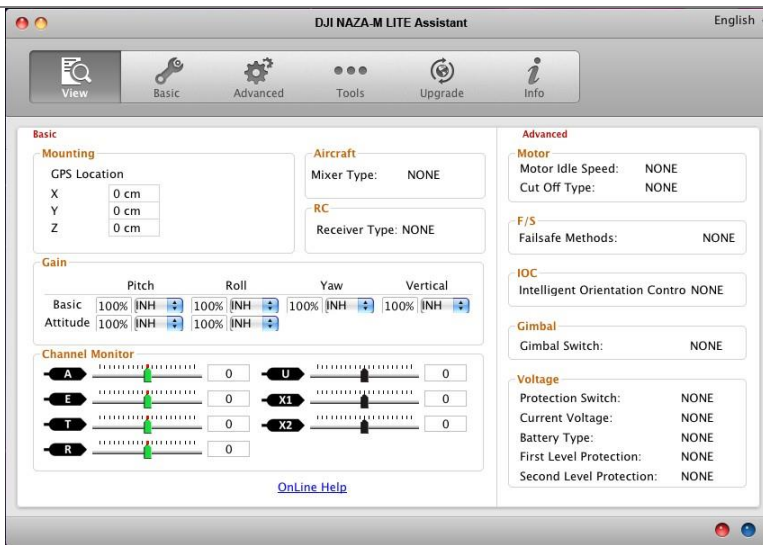 DJI NAZA-M LITE Assistant
English
View Basic Advanced Tools Upgrade Info
Basic
Mounting
GPS Location
X 0 cm
Y 0 cm
Z 0 cm
Aircraft
Mixer Type: NONE
RC
Receiver Type: NONE
Gain
Pitch Roll Yaw Vertical
Basic 100% INH 100% INH 100% INH 100% INH
Attitude 100% INH 100% INH
Channel Monitor
A 0 U 0
E 0 X1 0
T 0 X2 0
R 0
OnLine Help
Advanced
Motor
Motor Idle Speed: NONE
Cut Off Type: NONE
F/S
Failsafe Methods: NONE
IOC
Intelligent Orientation Contro NONE
Gimbal
Gimbal Switch: NONE
Voltage
Protection Switch: NONE
Current Voltage: NONE
Battery Type: NONE
First Level Protection: NONE
Second Level Protection: NONE